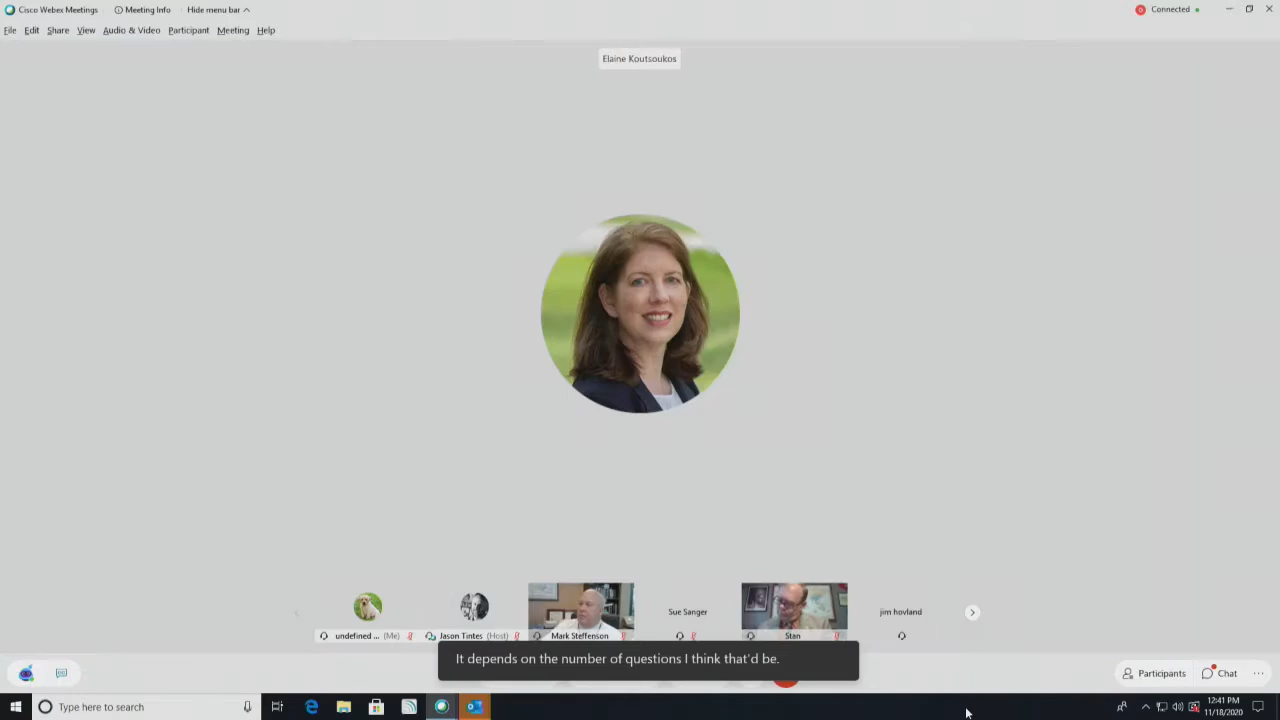 Cisco Webex Meetings Meeting Info Hide menu bar Connected
File Edit Share View Audio & Video Participant Meeting Help
Elaine Koutsoukos
Sue Sanger
jim hovland
undefined ... (Me) Jason Tintes (Host) Mark Steffenson Stan
It depends on the number of questions I think that'd be.
Participants Chat
Type here to search
12:41 PM
11/18/2020